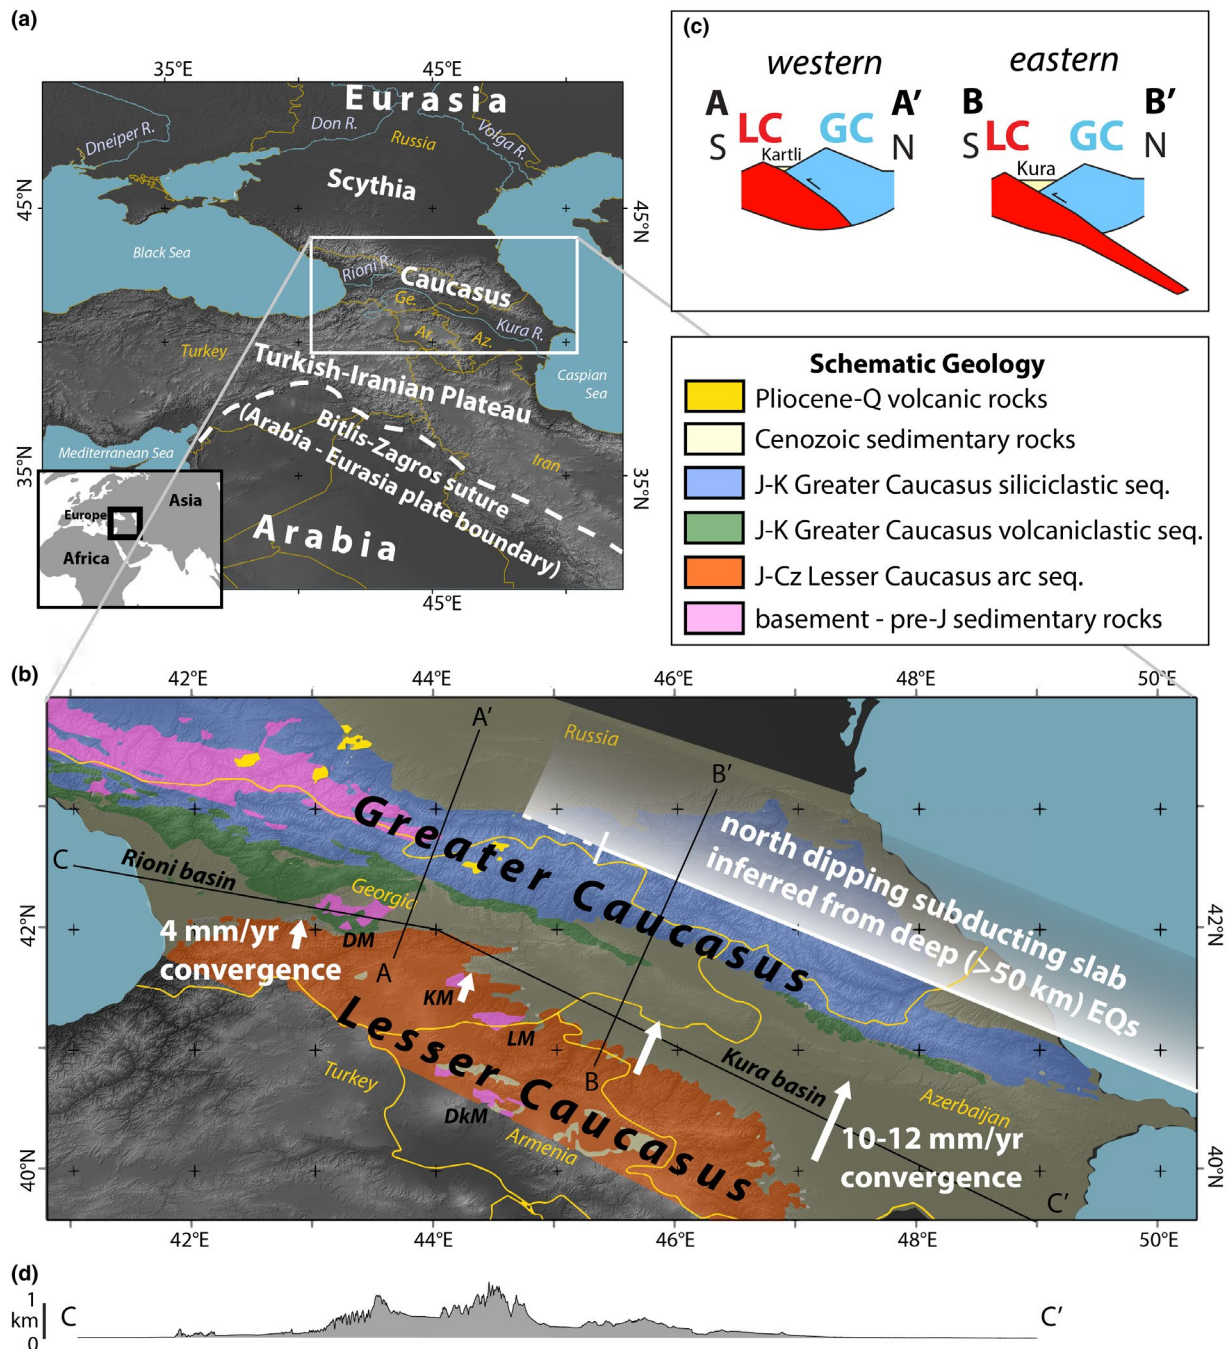 (a)
35°E
45°E
Eurasia
Dneiper R.
Don R.
Volga R.
Russia
Scythia
45°N
45°N
Black Sea
Rioni R.
Caucasus
Ge.
Kura R.
Ar.
Az.
Turkey
Turkish-Iranian Plateau
Caspian
Sea
Bitlis-Zagros suture
(Arabia - Eurasia plate boundary)
Mediterranean Sea
Iran
35°N
35°N
Arabia
Asia
Europe
Africa
45°E
(c)
western
eastern
A
A′
B
B′
S
LC
GC
N
S
LC
GC
N
Kartli
Kura
Schematic Geology
Pliocene-Q volcanic rocks
Cenozoic sedimentary rocks
J-K Greater Caucasus siliciclastic seq.
J-K Greater Caucasus volcaniclastic seq.
J-Cz Lesser Caucasus arc seq.
basement - pre-J sedimentary rocks
(b)
42°E
44°E
46°E
48°E
50°E
A′
Russia
B′
Greater Caucasus
north dipping subducting slab
inferred from deep (>50 km) EQs
C
Rioni basin
Georgia
42°N
42°N
4 mm/yr
convergence
DM
A
KM
LM
Lesser Caucasus
Turkey
B
Kura basin
DkM
Armenia
Azerbaijan
10-12 mm/yr
convergence
40°N
40°N
C′
42°E
44°E
46°E
48°E
50°E
(d)
1
km
0
C
C′